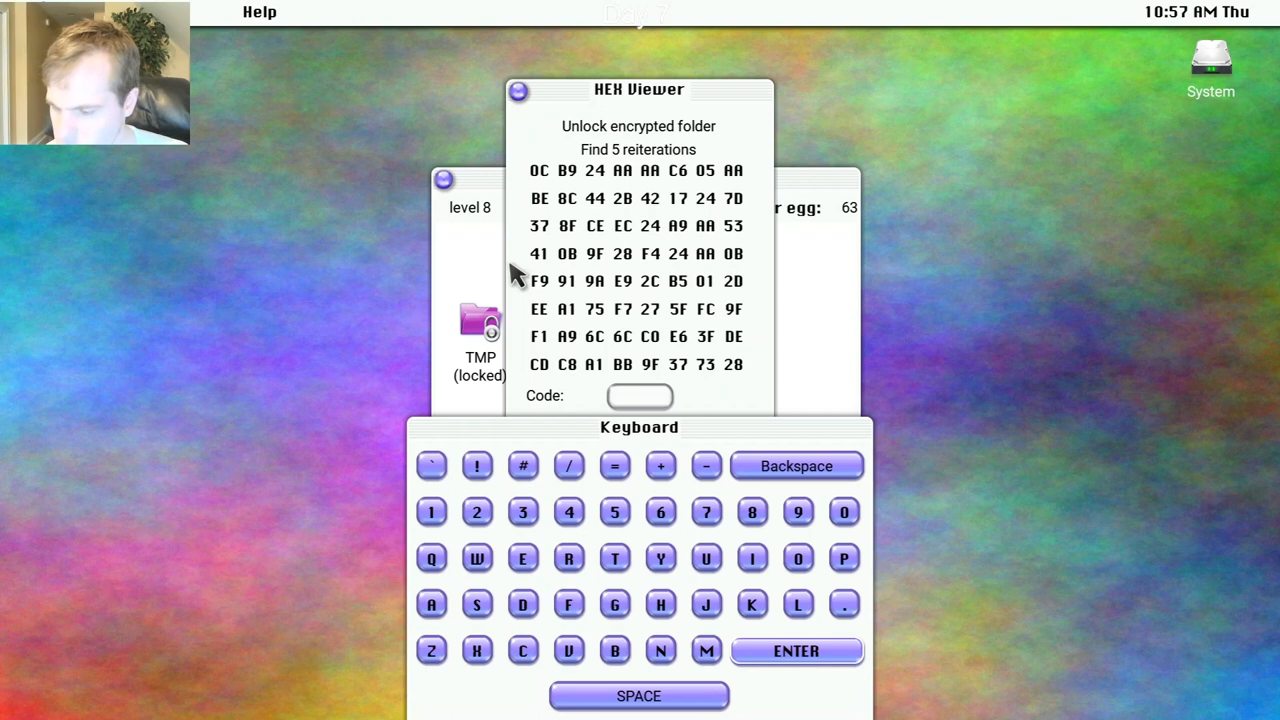 Help
Day 7
10:57 AM Thu
System
HEX Viewer
Unlock encrypted folder
Find 5 reiterations
0C B9 24 AA AA C6 05 AA
BE 8C 44 2B 42 17 24 7D
37 8F CE EC 24 A9 AA 53
41 0B 9F 28 F4 24 AA 0B
F9 91 9A E9 2C B5 01 2D
EE A1 75 F7 27 5F FC 9F
F1 A9 6C 6C C0 E6 3F DE
CD C8 A1 BB 9F 37 73 28
Code:
level 8
r egg: 63
TMP
(locked)
Keyboard
` ! # / = + - Backspace
1 2 3 4 5 6 7 8 9 0
Q W E R T Y U I O P
A S D F G H J K L .
Z X C V B N M ENTER
SPACE